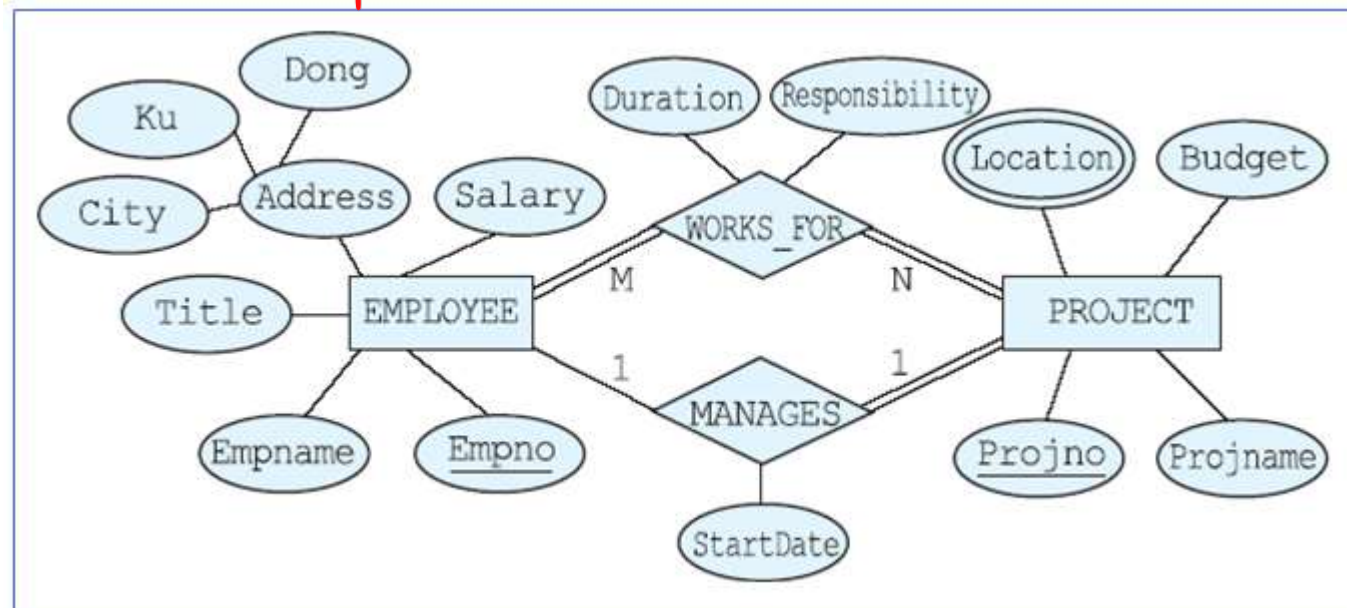 Dong
Ku
City
Address
Salary
Title
EMPLOYEE
Empname
Empno
Duration
Responsibility
WORKS_FOR
M
N
1
1
MANAGES
StartDate
Location
Budget
PROJECT
Projno
Projname